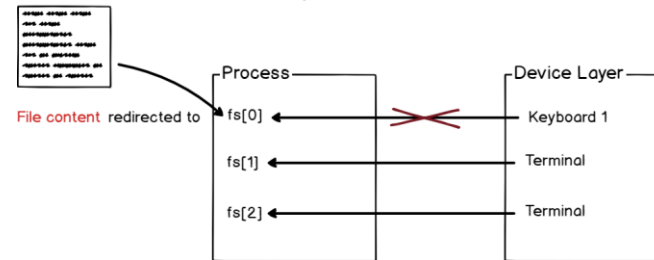 Process
Device Layer
File content redirected to
fs[0]
Keyboard 1
fs[1]
Terminal
fs[2]
Terminal